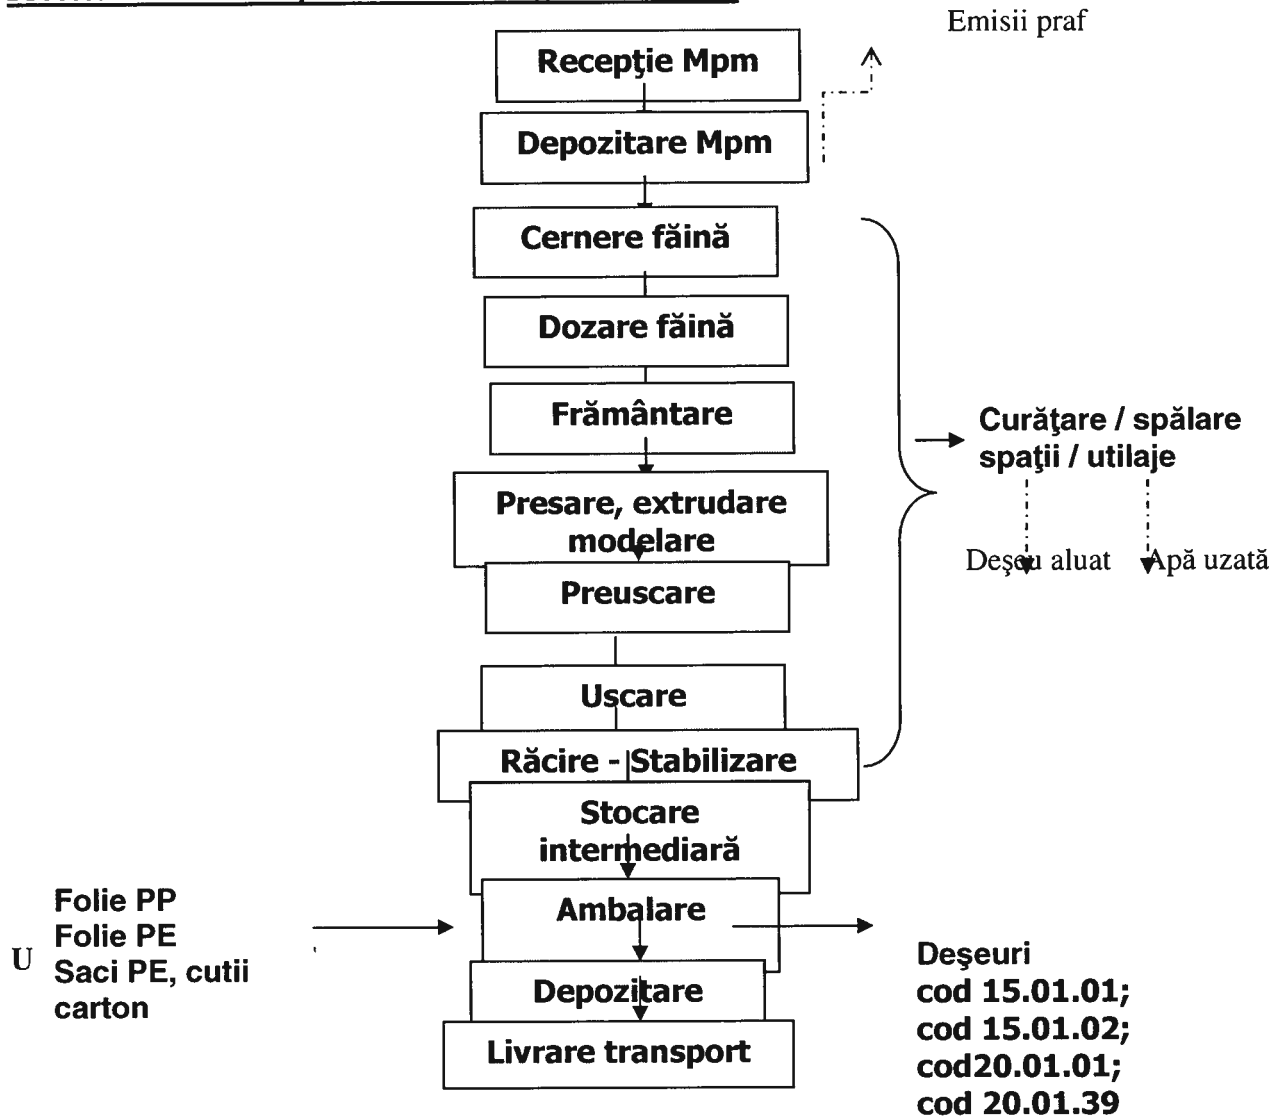 Emisii praf
Recepţie Mpm
Depozitare Mpm
Cernere făină
Dozare făină
Frământare
Curăţare / spălare
spaţii / utilaje
Presare, extrudare
modelare
Deşeu aluat
Apă uzată
Preuscare
Uscare
Răcire - Stabilizare
Stocare
intermediară
Folie PP
Folie PE
U
Saci PE, cutii
carton
Ambalare
Deşeuri
cod 15.01.01;
cod 15.01.02;
cod20.01.01;
cod 20.01.39
Depozitare
Livrare transport